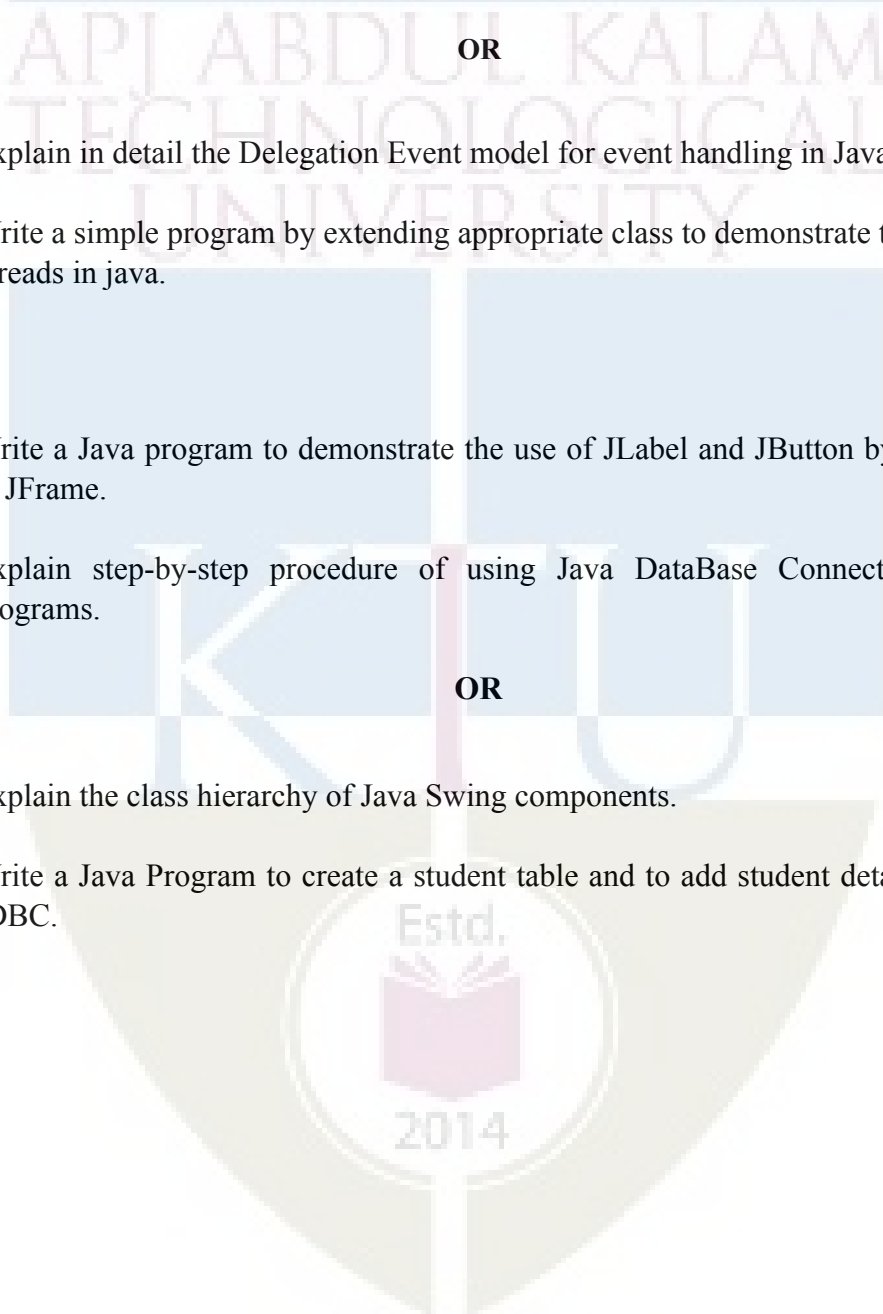 APJ ABDUL KALAM
TECHNOLOGICAL
UNIVERSITY
OR
xplain in detail the Delegation Event model for event handling in Java
rite a simple program by extending appropriate class to demonstrate
reads in java.
rite a Java program to demonstrate the use of JLabel and JButton by
JFrame.
xplain step-by-step procedure of using Java DataBase Connect
ograms.
OR
xplain the class hierarchy of Java Swing components.
rite a Java Program to create a student table and to add student deta
DBC.
KTU
Estd.
2014